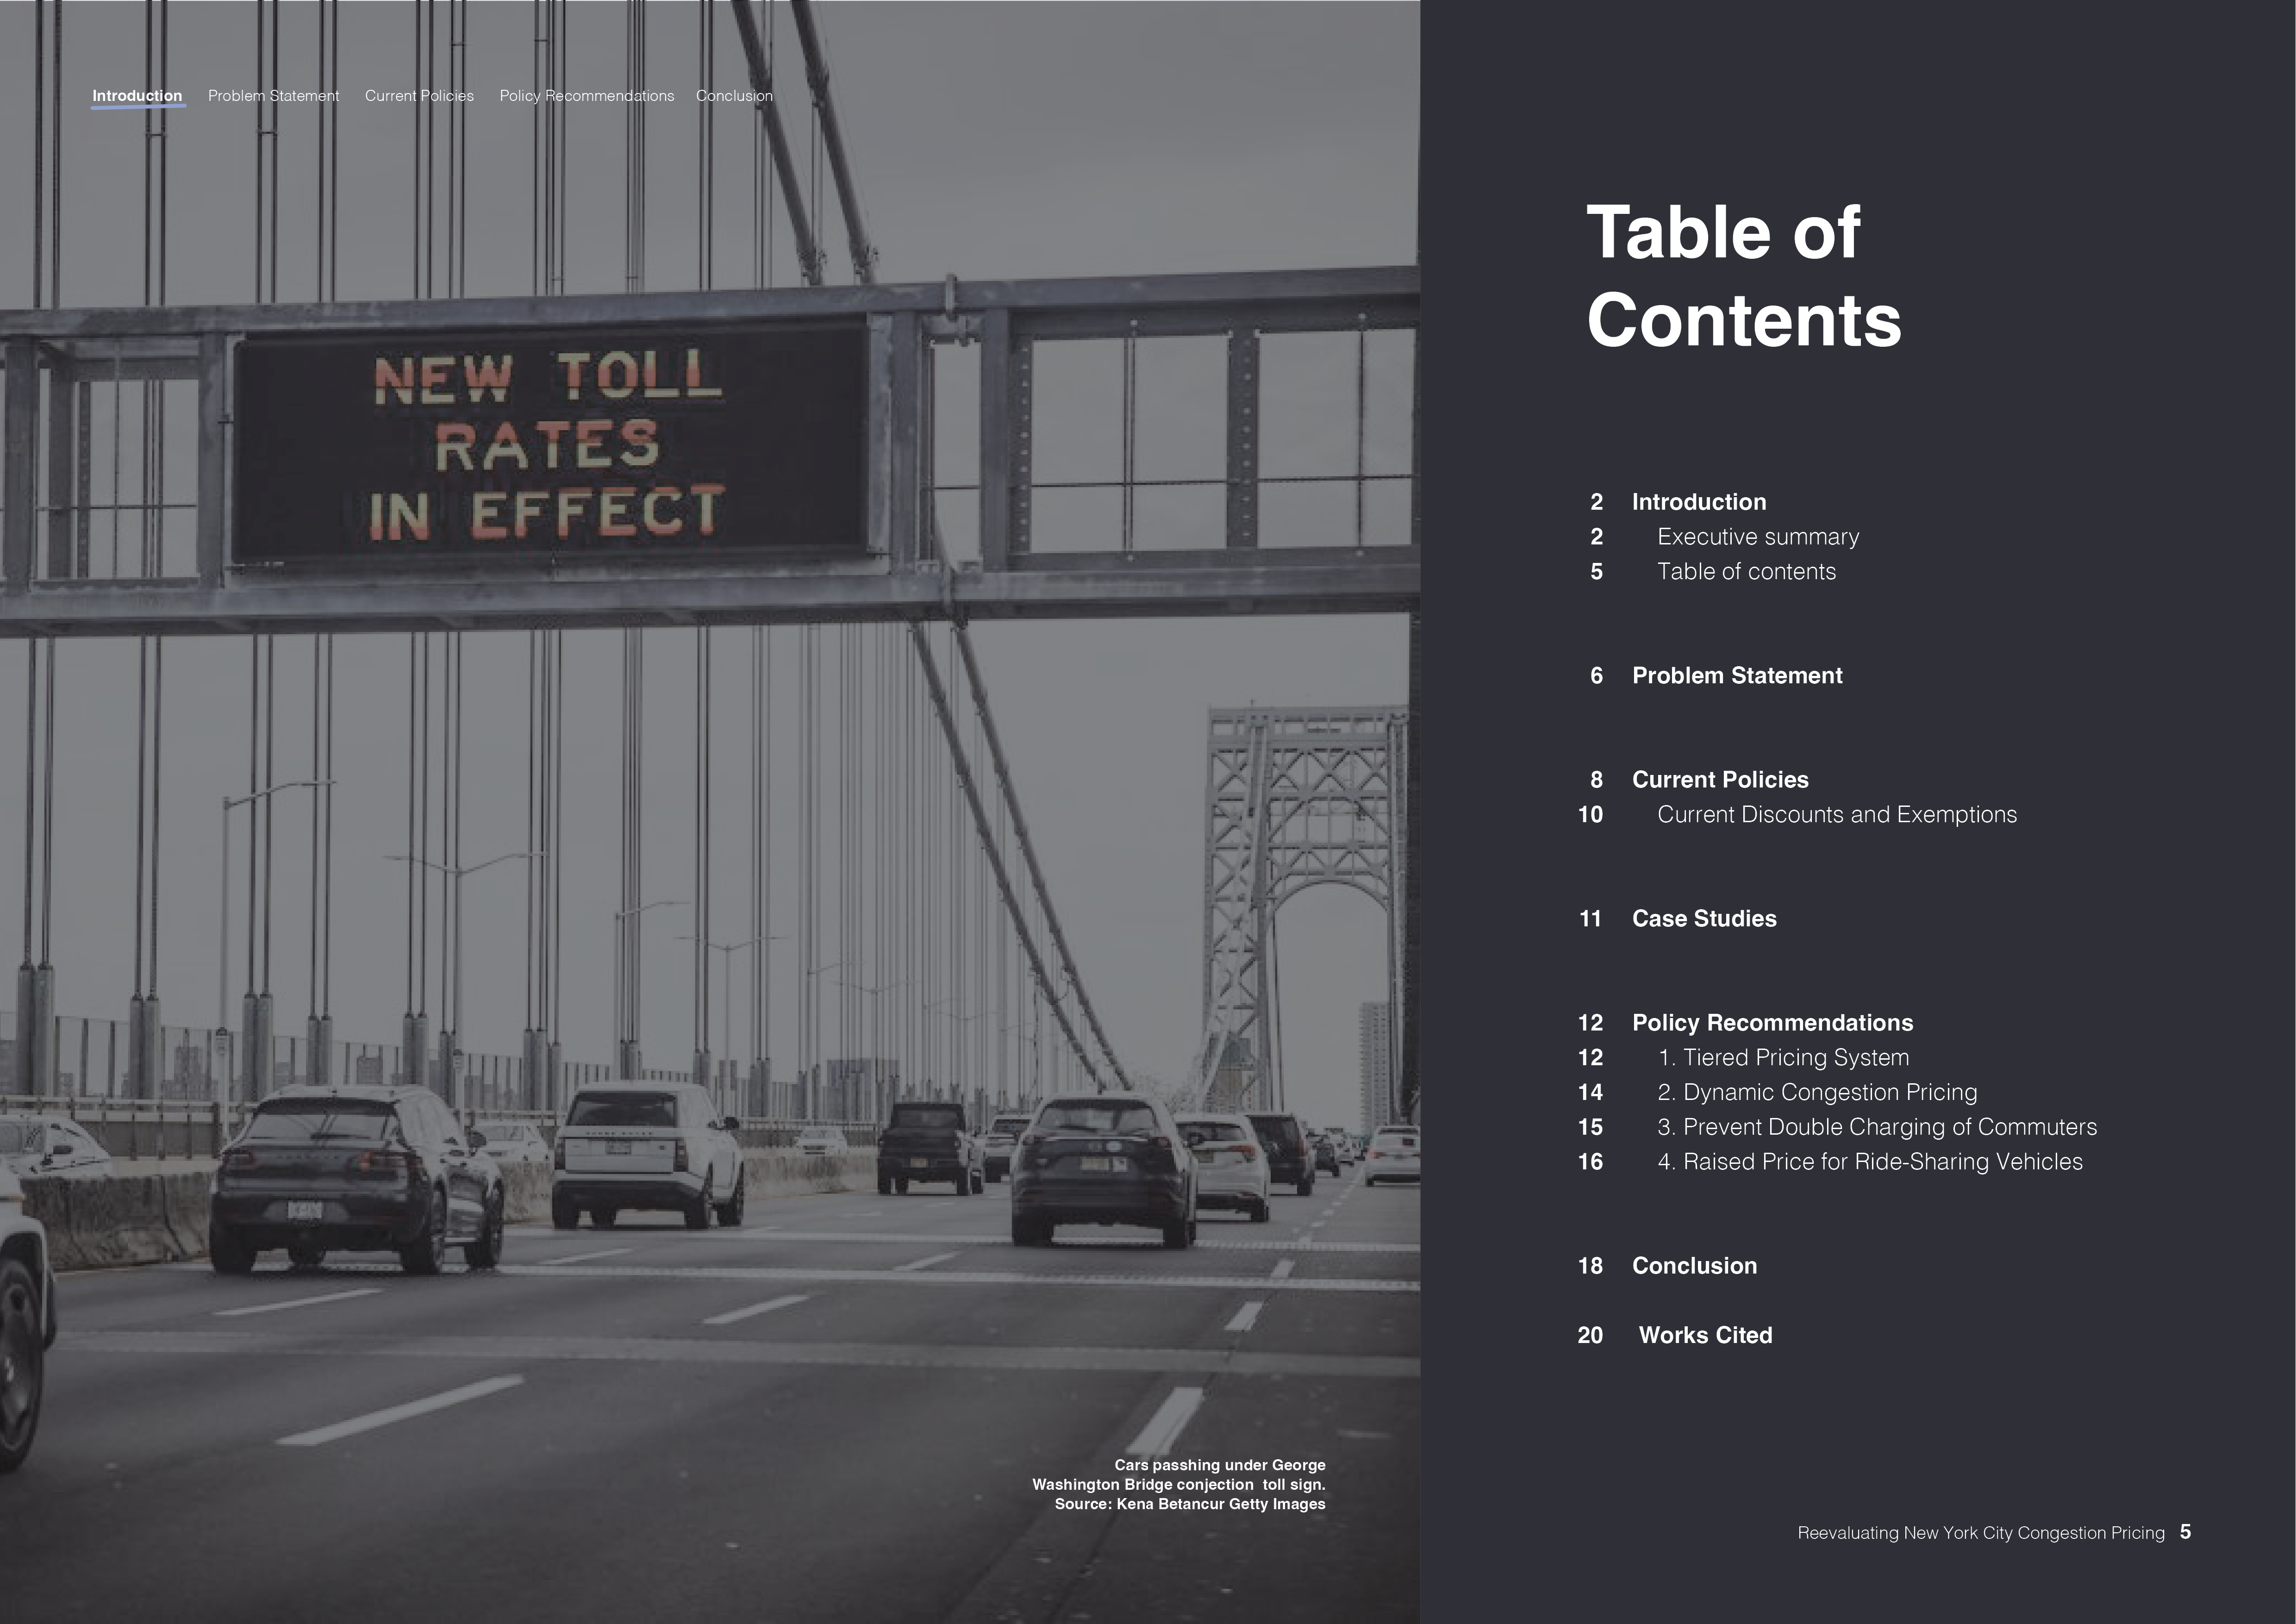 Introduction Problem Statement Current Policies Policy Recommendations Conclusion
NEW TOLL
RATES
IN EFFECT
Cars passhing under George
Washington Bridge conjection toll sign.
Source: Kena Betancur Getty Images
Table of
Contents
2 Introduction
2 Executive summary
5 Table of contents
6 Problem Statement
8 Current Policies
10 Current Discounts and Exemptions
11 Case Studies
12 Policy Recommendations
12 1. Tiered Pricing System
14 2. Dynamic Congestion Pricing
15 3. Prevent Double Charging of Commuters
16 4. Raised Price for Ride-Sharing Vehicles
18 Conclusion
20 Works Cited
Reevaluating New York City Congestion Pricing 5